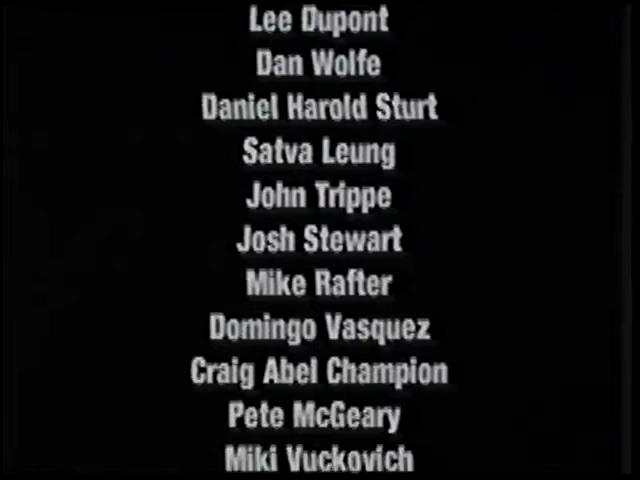 Lee Dupont
Dan Wolfe
Daniel Harold Sturt
Satva Leung
John Trippe
Josh Stewart
Mike Rafter
Domingo Vasquez
Craig Abel Champion
Pete McGeary
Miki Vuckovich